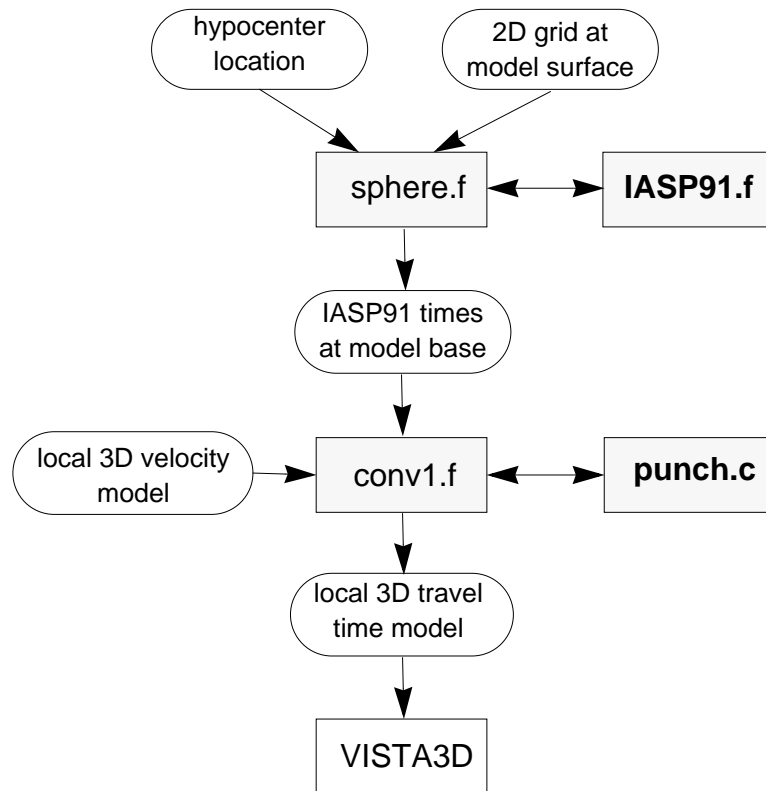 hypocenter
location
2D grid at
model surface
sphere.f
IASP91.f
IASP91 times
at model base
local 3D velocity
model
conv1.f
punch.c
local 3D travel
time model
VISTA3D